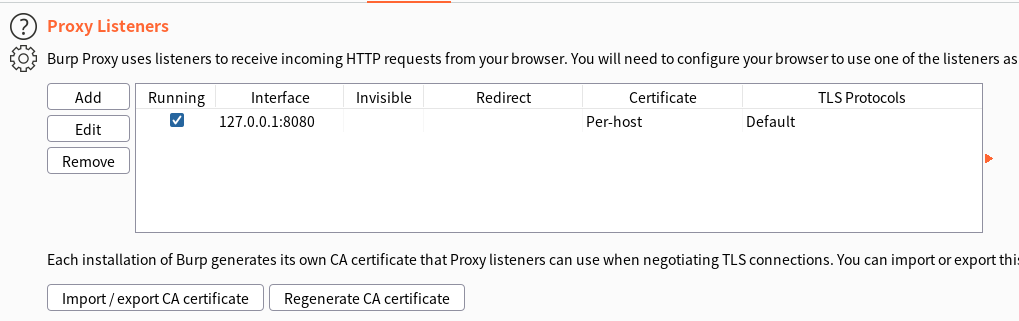 ?
Proxy Listeners
Burp Proxy uses listeners to receive incoming HTTP requests from your browser. You will need to configure your browser to use one of the listeners as
Add
Edit
Remove
Running Interface Invisible Redirect Certificate TLS Protocols
127.0.0.1:8080 Per-host Default
Each installation of Burp generates its own CA certificate that Proxy listeners can use when negotiating TLS connections. You can import or export this
Import / export CA certificate Regenerate CA certificate